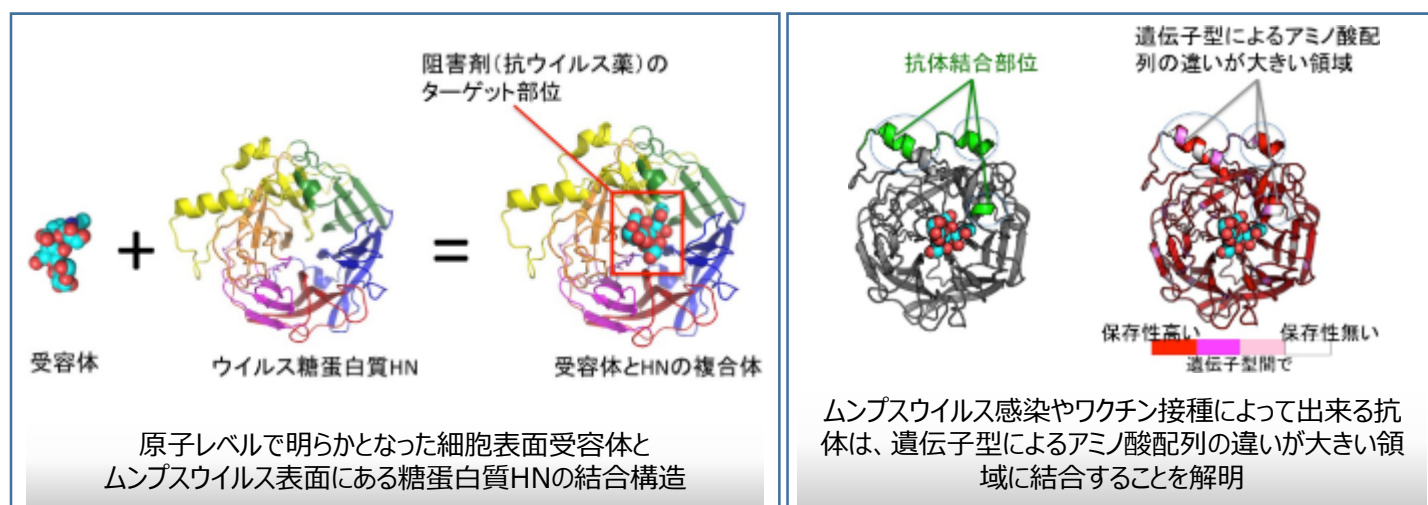 阻害剤(抗ウイルス薬)の
ターゲット部位
+
=
受容体
ウイルス糖蛋白質HN
受容体とHNの複合体
原子レベルで明らかとなった細胞表面受容体と
ムンプスウイルス表面にある糖蛋白質HNの結合構造
抗体結合部位
遺伝子型によるアミノ酸配
列の違いが大きい領域
保存性高い
保存性無い
遺伝子型間で
ムンプスウイルス感染やワクチン接種によって出来る抗
体は、遺伝子型によるアミノ酸配列の違いが大きい領
域に結合することを解明